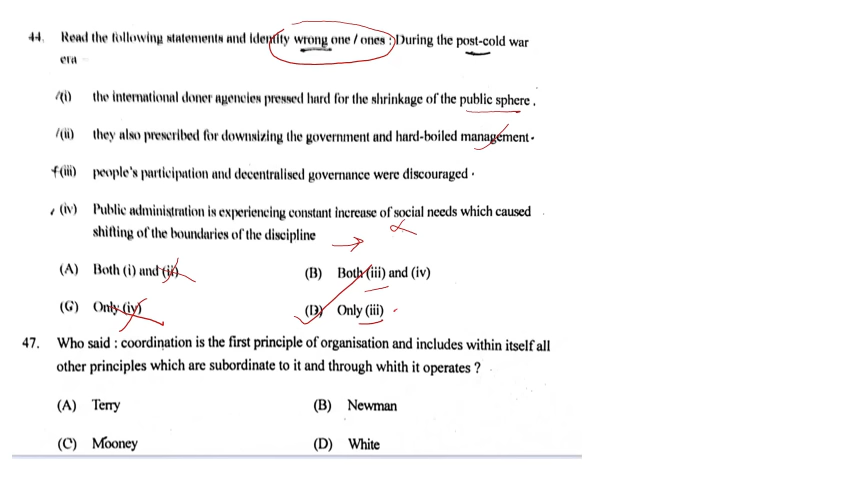 44. Read the following statements and identify wrong one / ones : During the post-cold war
era
(i) the international doner agencies pressed hard for the shrinkage of the public sphere .
(ii) they also prescribed for downsizing the government and hard-boiled management.
(iii) people's participation and decentralised governance were discouraged .
(iv) Public administration is experiencing constant increase of social needs which caused
shifting of the boundaries of the discipline
(A) Both (i) and (ii) (B) Both (iii) and (iv)
(C) Only (iv) (D) Only (iii)
47. Who said : coordination is the first principle of organisation and includes within itself all
other principles which are subordinate to it and through whith it operates ?
(A) Terry (B) Newman
(C) Mooney (D) White